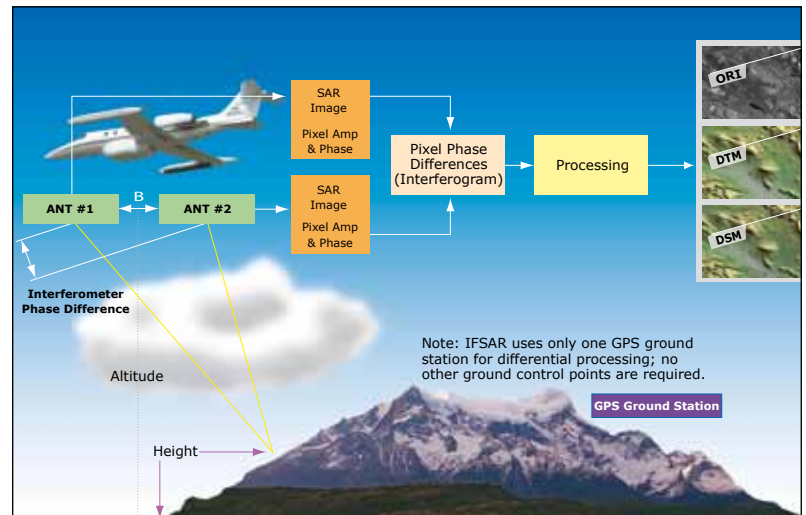 ORI
SAR
Image
Pixel Amp
& Phase
Pixel Phase
Differences
(Interferogram)
Processing
DTM
B
ANT #1
ANT #2
SAR
Image
Pixel Amp
& Phase
DSM
Interferometer
Phase Difference
Note: IFSAR uses only one GPS ground
station for differential processing; no
other ground control points are required.
Altitude
GPS Ground Station
Height